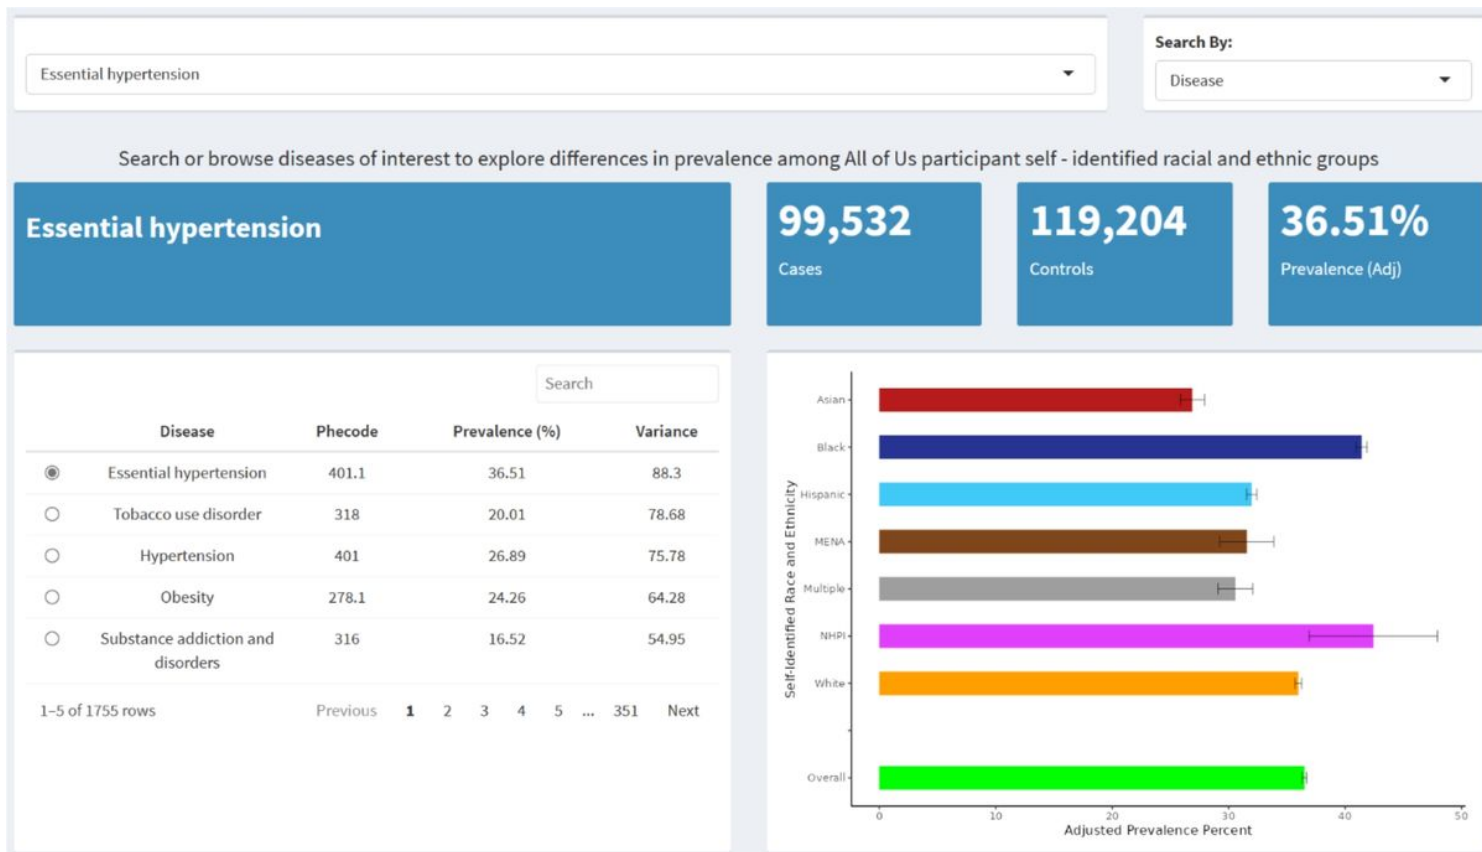 Search By:
Essential hypertension
Disease
Search or browse diseases of interest to explore differences in prevalence among All of Us participant self - identified racial and ethnic groups
Essential hypertension
99,532
Cases
119,204
Controls
36.51%
Prevalence (Adj)
Search
Disease Phecode Prevalence (%) Variance
Essential hypertension 401.1 36.51 88.3
Tobacco use disorder 318 20.01 78.68
Hypertension 401 26.89 75.78
Obesity 278.1 24.26 64.28
Substance addiction and
disorders 316 16.52 54.95
1–5 of 1755 rows Previous 1 2 3 4 5 ... 351 Next
Self-Identified Race and Ethnicity
Asian
Black
Hispanic
MENA
Multiple
NHPI
White
Overall
0 10 20 30 40 50
Adjusted Prevalence Percent